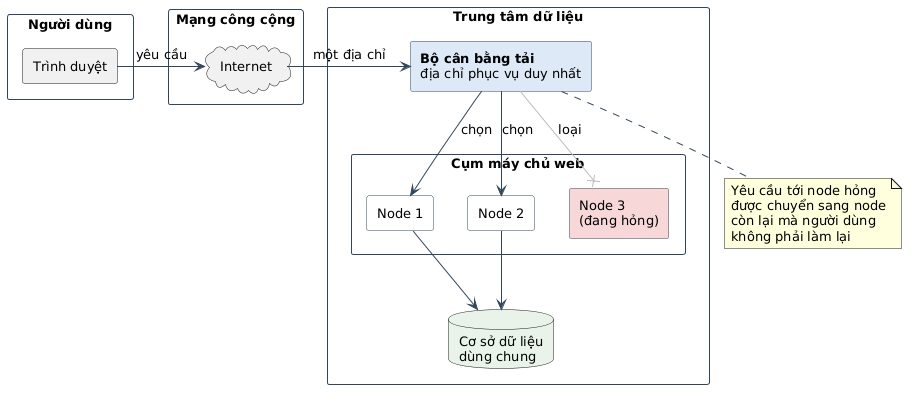 Người dùng
Trình duyệt
yêu cầu
Mạng công cộng
Internet
một địa chỉ
Trung tâm dữ liệu
Bộ cân bằng tải
địa chỉ phục vụ duy nhất
chọn
chọn
loại
Cụm máy chủ web
Node 1
Node 2
Node 3
(đang hỏng)
Yêu cầu tới node hỏng
được chuyển sang node
còn lại mà người dùng
không phải làm lại
Cơ sở dữ liệu
dùng chung